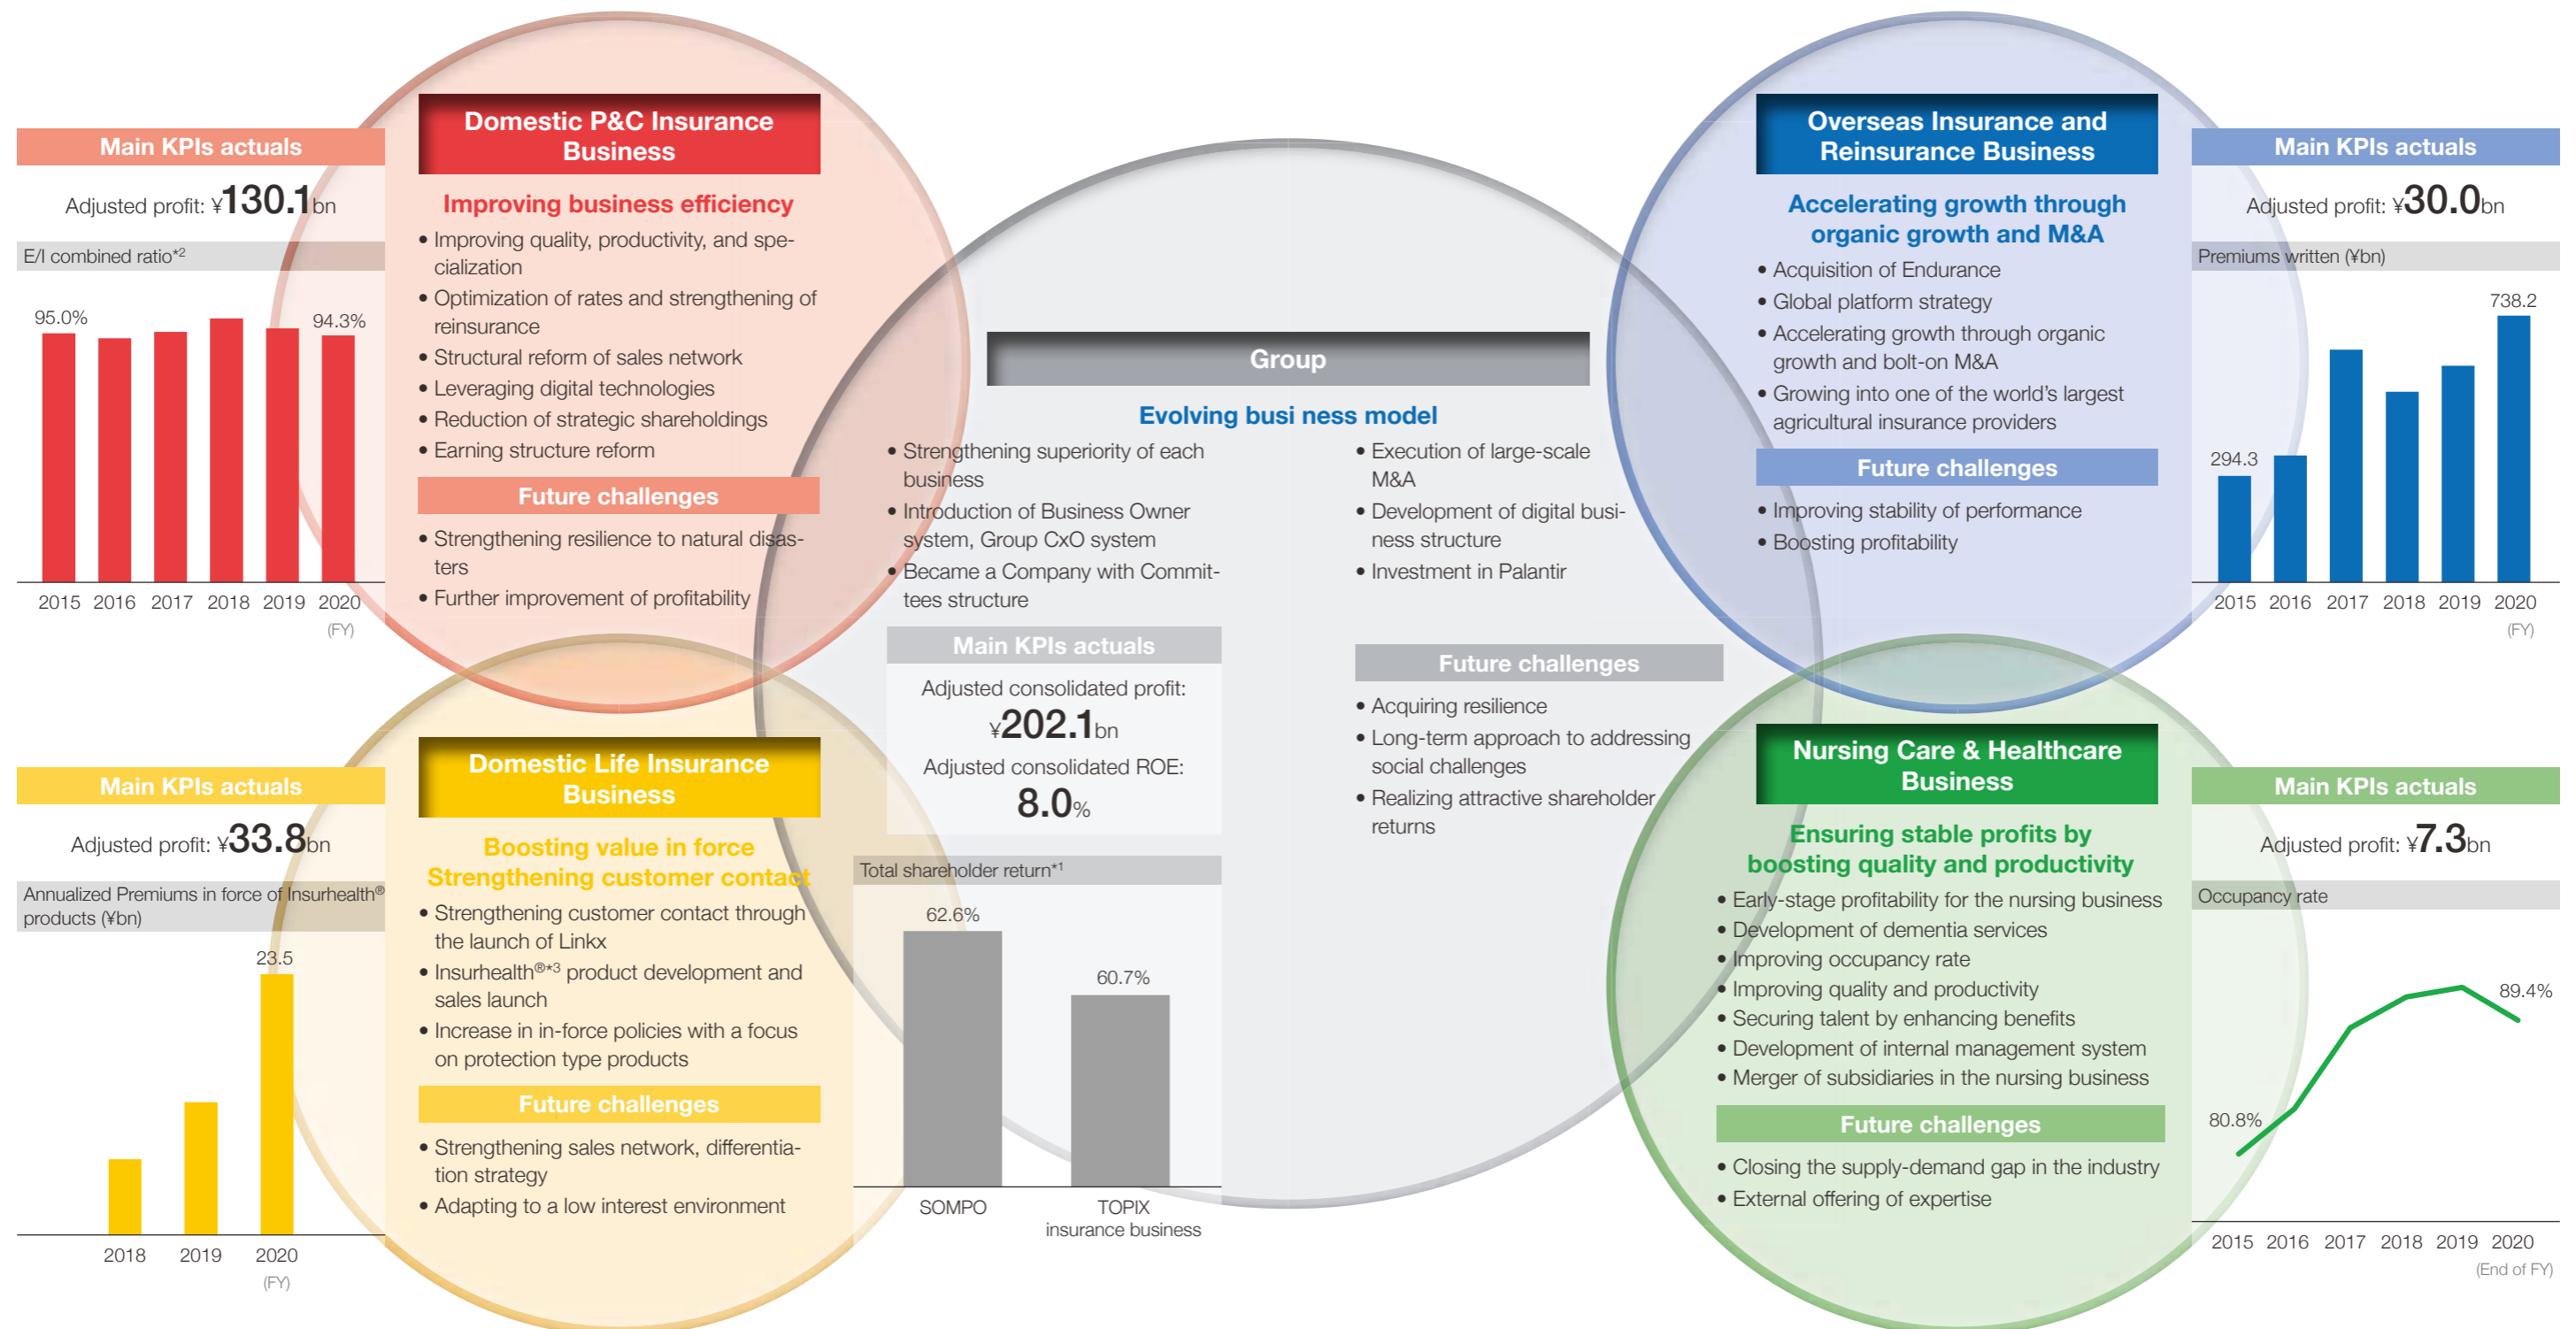 Domestic P&C Insurance
Business
Main KPIs actuals
Adjusted profit: ¥130.1bn
E/I combined ratio*2
95.0%
94.3%
2015 2016 2017 2018 2019 2020
(FY)
Improving business efficiency
• Improving quality, productivity, and spe-
cialization
• Optimization of rates and strengthening of
reinsurance
• Structural reform of sales network
• Leveraging digital technologies
• Reduction of strategic shareholdings
• Earning structure reform
Future challenges
• Strengthening resilience to natural disas-
ters
• Further improvement of profitability
Domestic Life Insurance
Business
Main KPIs actuals
Adjusted profit: ¥33.8bn
Annualized Premiums in force of Insurhealth®
products (¥bn)
23.5
2018 2019 2020
(FY)
Boosting value in force
Strengthening customer contact
• Strengthening customer contact through
the launch of Linkx
• Insurhealth®*3 product development and
sales launch
• Increase in in-force policies with a focus
on protection type products
Future challenges
• Strengthening sales network, differentia-
tion strategy
• Adapting to a low interest environment
Group
Evolving busi ness model
• Strengthening superiority of each
business
• Introduction of Business Owner
system, Group CxO system
• Became a Company with Commit-
tees structure
• Execution of large-scale
M&A
• Development of digital busi-
ness structure
• Investment in Palantir
Main KPIs actuals
Adjusted consolidated profit:
¥202.1bn
Adjusted consolidated ROE:
8.0%
Total shareholder return*1
62.6%
60.7%
SOMPO
TOPIX
insurance business
Future challenges
• Acquiring resilience
• Long-term approach to addressing
social challenges
• Realizing attractive shareholder
returns
Overseas Insurance and
Reinsurance Business
Accelerating growth through
organic growth and M&A
• Acquisition of Endurance
• Global platform strategy
• Accelerating growth through organic
growth and bolt-on M&A
• Growing into one of the world's largest
agricultural insurance providers
Future challenges
• Improving stability of performance
• Boosting profitability
Main KPIs actuals
Adjusted profit: ¥30.0bn
Premiums written (¥bn)
738.2
294.3
2015 2016 2017 2018 2019 2020
(FY)
Nursing Care & Healthcare
Business
Ensuring stable profits by
boosting quality and productivity
• Early-stage profitability for the nursing business
• Development of dementia services
• Improving occupancy rate
• Improving quality and productivity
• Securing talent by enhancing benefits
• Development of internal management system
• Merger of subsidiaries in the nursing business
Future challenges
• Closing the supply-demand gap in the industry
• External offering of expertise
Main KPIs actuals
Adjusted profit: ¥7.3bn
Occupancy rate
89.4%
80.8%
2015 2016 2017 2018 2019 2020
(End of FY)